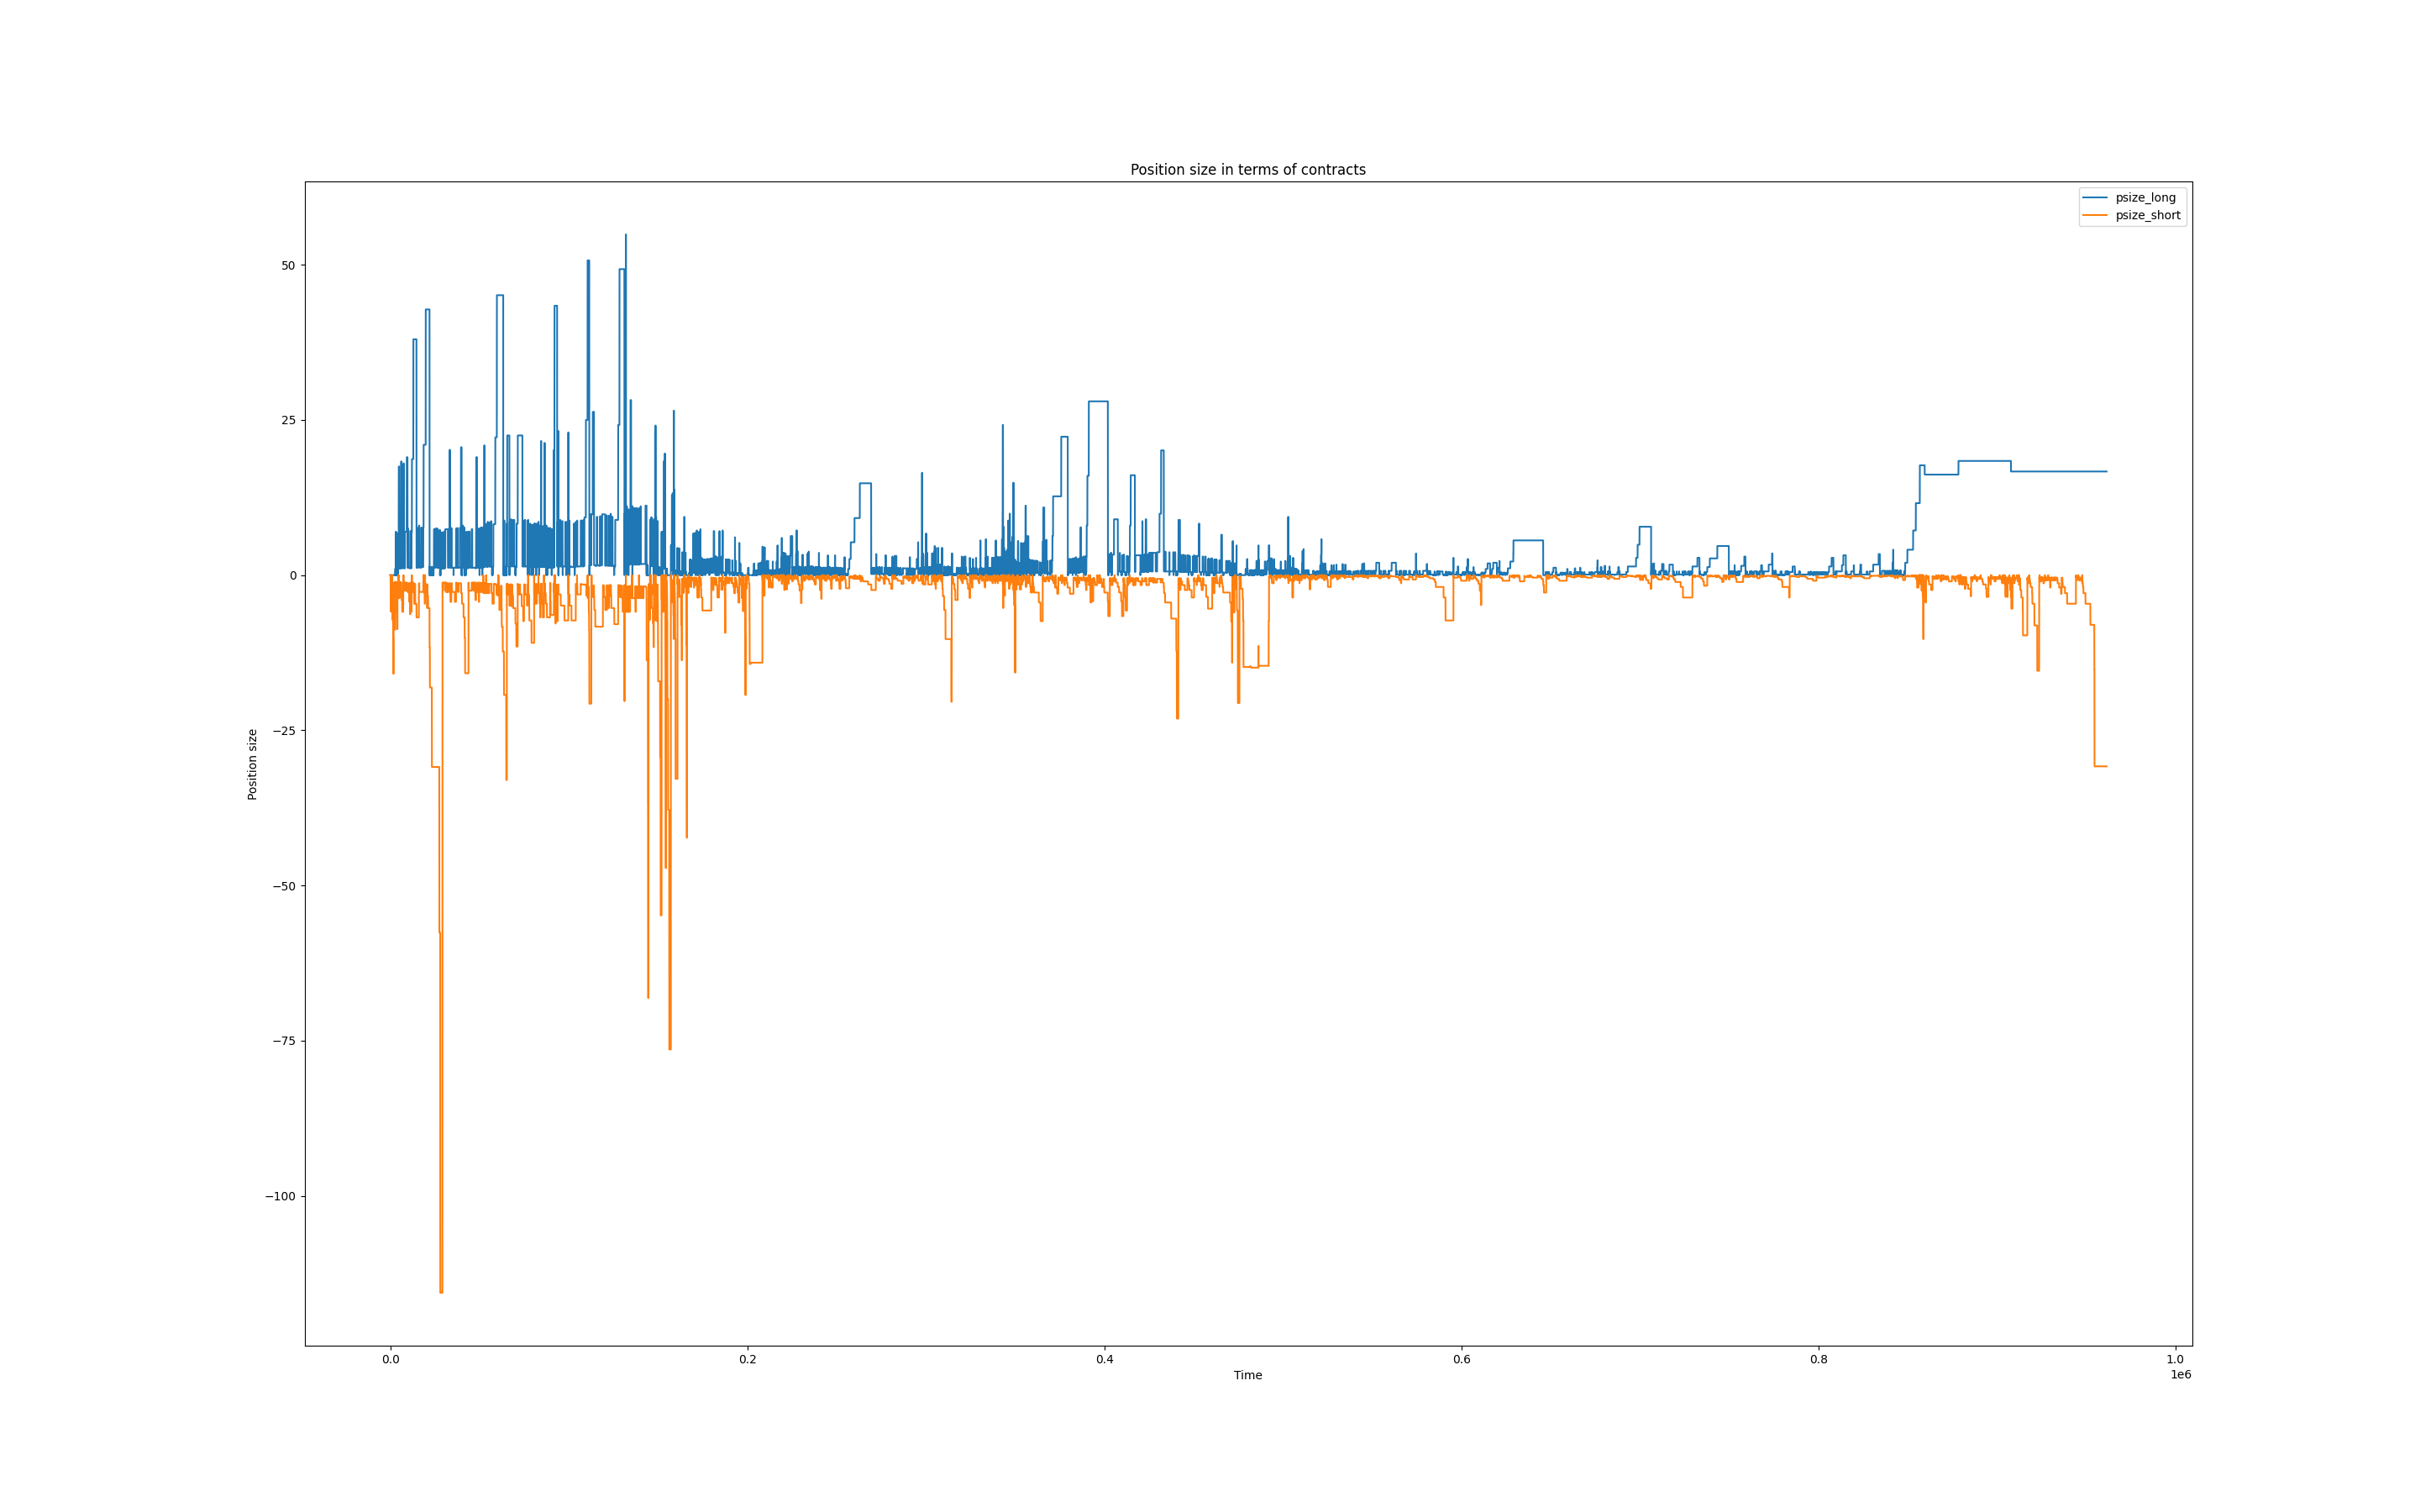 Position size in terms of contracts
psize_long
psize_short
Position size
50
25
0
−25
−50
−75
−100
0.0
0.2
0.4
0.6
0.8
1.0
1e6
Time